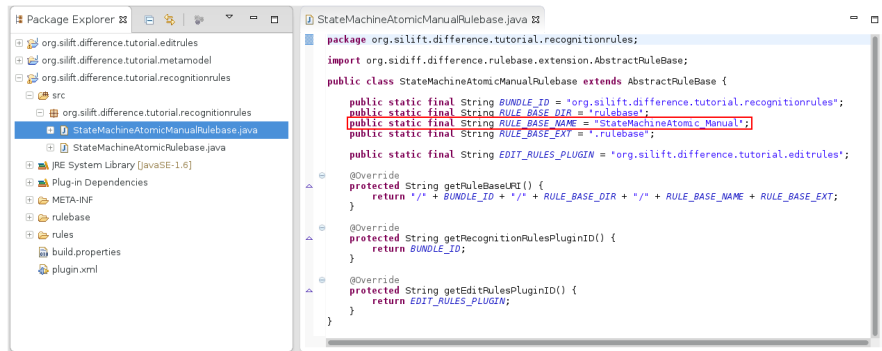 Package Explorer
org.silift.difference.tutorial.editrules
org.silift.difference.tutorial.metamodel
org.silift.difference.tutorial.recognitionrules
src
org.silift.difference.tutorial.recognitionrules
StateMachineAtomicManualRulebase.java
StateMachineAtomicRulebase.java
JRE System Library [JavaSE-1.6]
Plug-in Dependencies
META-INF
rulebase
rules
build.properties
plugin.xml
StateMachineAtomicManualRulebase.java
package org.silift.difference.tutorial.recognitionrules;
import org.sidiff.difference.rulebase.extension.AbstractRuleBase;
public class StateMachineAtomicManualRulebase extends AbstractRuleBase {
public static final String BUNDLE_ID = "org.silift.difference.tutorial.recognitionrules";
public static final String RULE_BASE_DIR = "rulebase";
public static final String RULE_BASE_NAME = "StateMachineAtomic_Manual";
public static final String RULE_BASE_EXT = ".rulebase";
public static final String EDIT_RULES_PLUGIN = "org.silift.difference.tutorial.editrules";
@Override
protected String getRuleBaseURI() {
return "/" + BUNDLE_ID + "/" + RULE_BASE_DIR + "/" + RULE_BASE_NAME + RULE_BASE_EXT;
}
@Override
protected String getRecognitionRulesPluginID() {
return BUNDLE_ID;
}
@Override
protected String getEditRulesPluginID() {
return EDIT_RULES_PLUGIN;
}
}